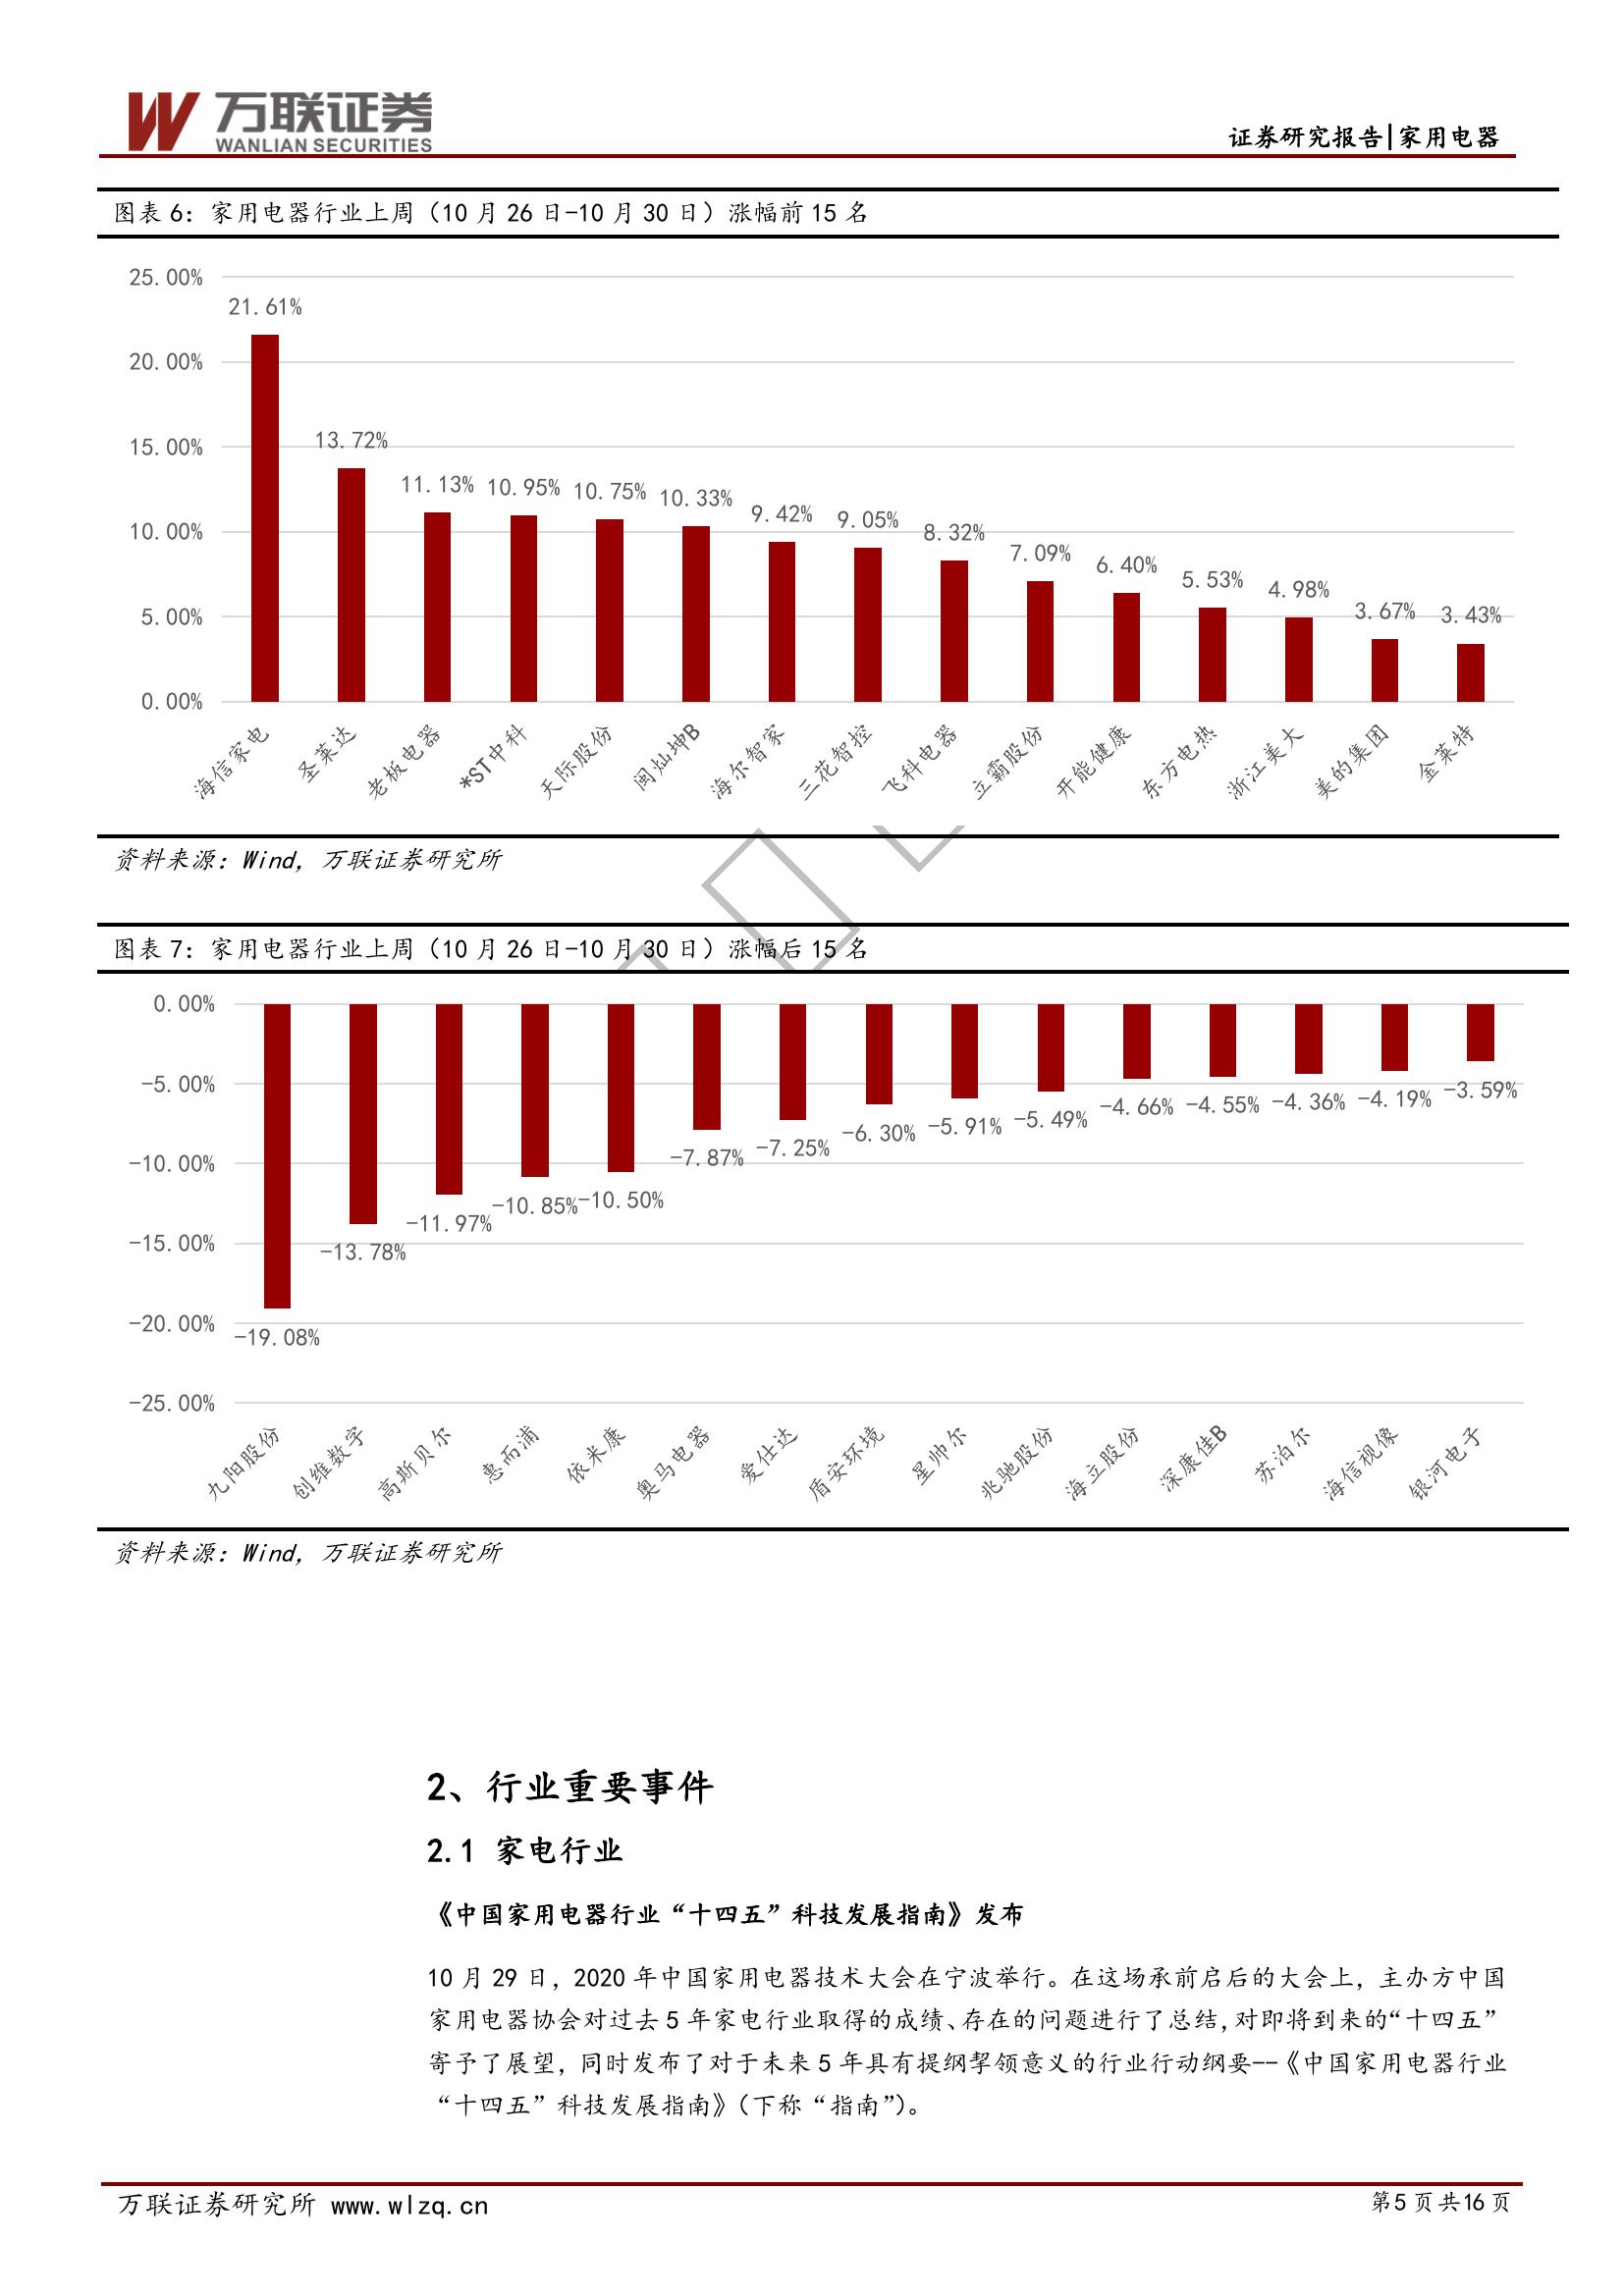 万联证券
WANLIAN SECURITIES
证券研究报告|家用电器
图表 6：家用电器行业上周（10 月 26 日-10 月 30 日）涨幅前 15 名
25.00%
20.00%
15.00%
10.00%
5.00%
0.00%
21.61%
13.72%
11.13%
10.95%
10.75%
10.33%
9.42%
9.05%
8.32%
7.09%
6.40%
5.53%
4.98%
3.67%
3.43%
海信家电
圣莱达
老板电器
*ST中科
天际股份
闽灿坤B
海尔智家
三花智控
飞科电器
立霸股份
开能健康
东方电热
浙江美大
美的集团
金莱特
资料来源：Wind, 万联证券研究所
图表 7：家用电器行业上周（10 月 26 日-10 月 30 日）涨幅后 15 名
0.00%
-5.00%
-10.00%
-15.00%
-20.00%
-25.00%
-19.08%
-13.78%
-11.97%
-10.85%
-10.50%
-7.87%
-7.25%
-6.30%
-5.91%
-5.49%
-4.66%
-4.55%
-4.36%
-4.19%
-3.59%
九阳股份
创维数字
高斯贝尔
惠而浦
依米康
奥马电器
爱仕达
盾安环境
星帅尔
兆驰股份
海立股份
深康佳B
苏泊尔
海信视像
银河电子
资料来源：Wind, 万联证券研究所
2、行业重要事件
2.1 家电行业
《中国家用电器行业“十四五”科技发展指南》发布
10 月 29 日，2020 年中国家用电器技术大会在宁波举行。在这场承前启后的大会上，主办方中国
家用电器协会对过去 5 年家电行业取得的成绩、存在的问题进行了总结，对即将到来的“十四五”
寄予了展望，同时发布了对于未来 5 年具有提纲挈领意义的行业行动纲要--《中国家用电器行业
“十四五”科技发展指南》（下称“指南”）。
万联证券研究所 www.wlzq.cn
第5 页 共16 页